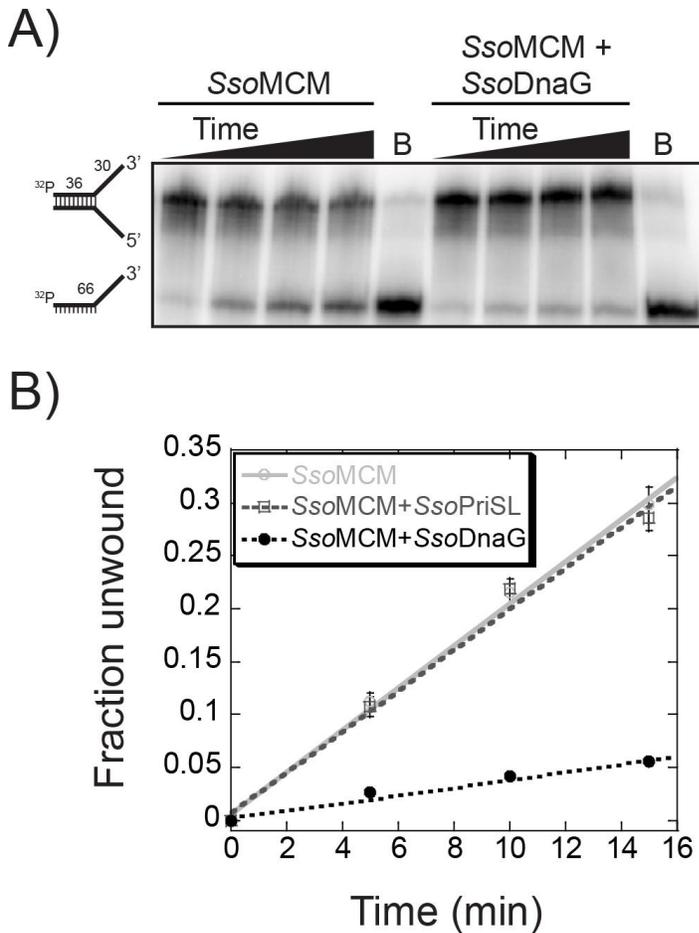 A)
SsoMCM
SsoMCM +
SsoDnaG
Time
B
Time
B
32P
36
30
3’
5’
32P
66
3’
B)
0.35
0.3
0.25
0.2
0.15
0.1
0.05
0
SsoMCM
SsoMCM+SsoPriSL
SsoMCM+SsoDnaG
Fraction unwound
0 2 4 6 8 10 12 14 16
Time (min)